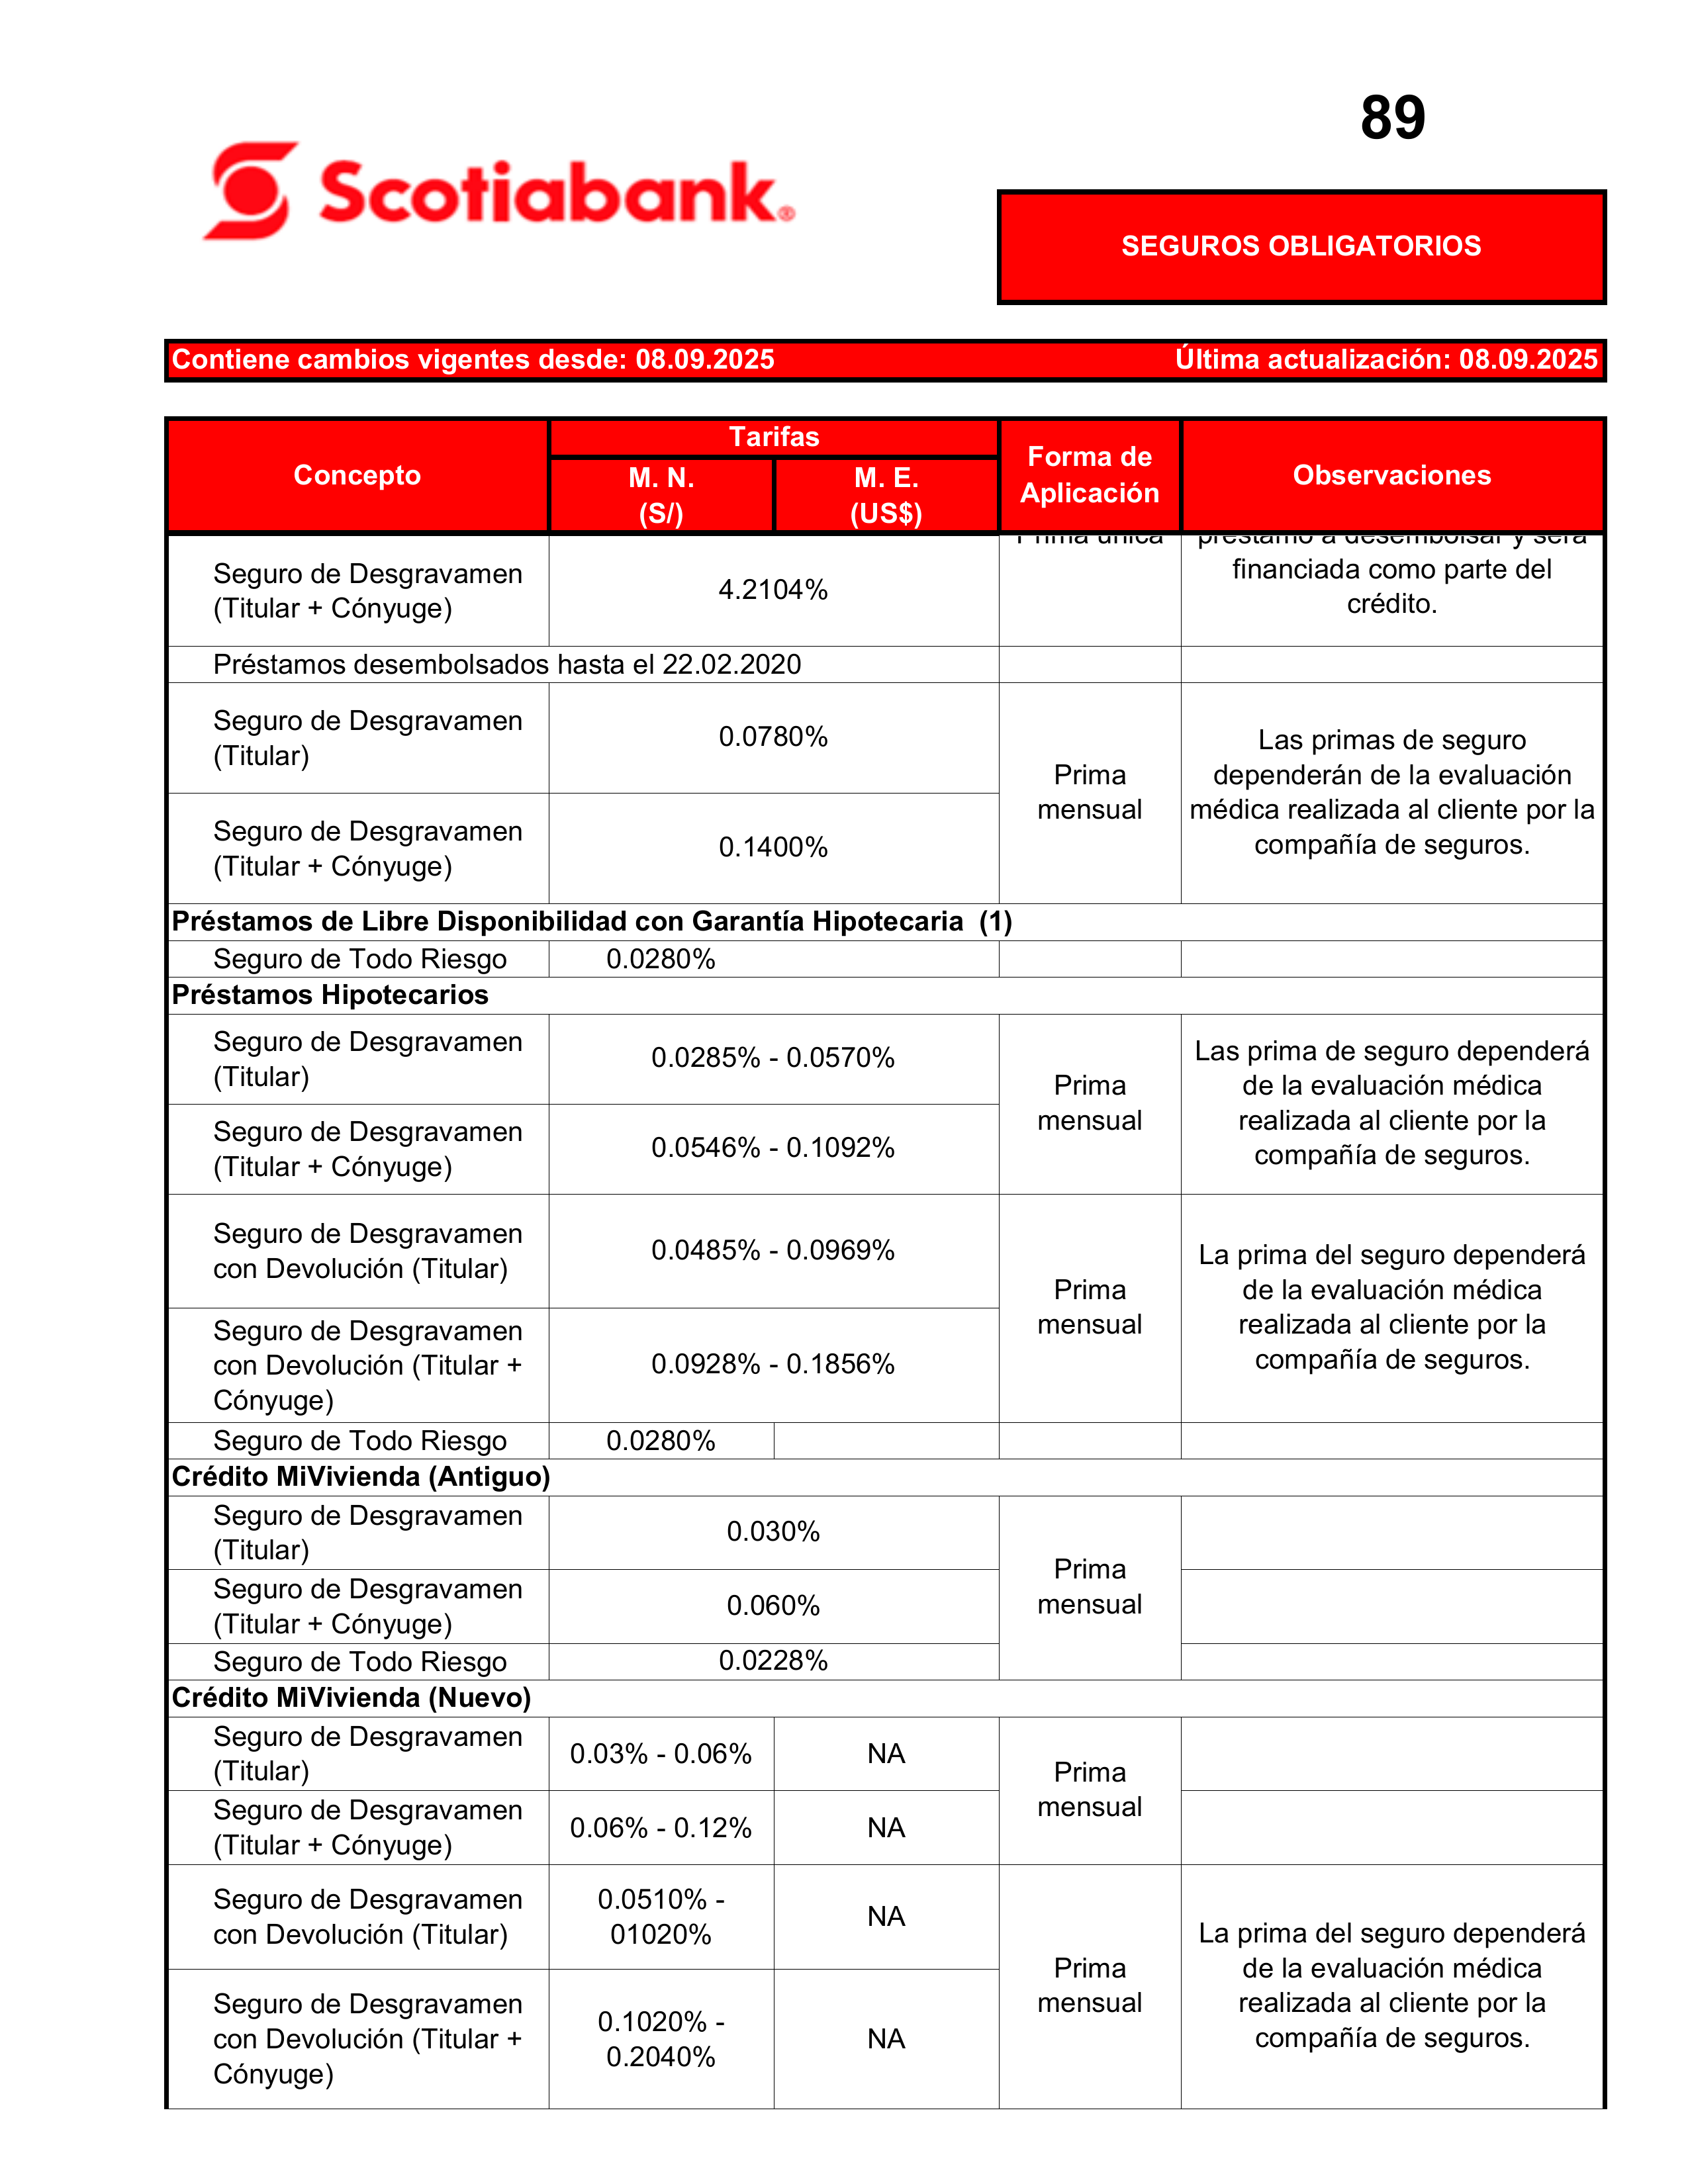 89
Scotiabank®
SEGUROS OBLIGATORIOS
Contiene cambios vigentes desde: 08.09.2025 Última actualización: 08.09.2025
Concepto
Tarifas
M. N.
(S/)
M. E.
(US$)
Forma de
Aplicación
Observaciones
Seguro de Desgravamen
(Titular + Cónyuge)
4.2104%
Prima única
préstamo a desembolsar y será
financiada como parte del
crédito.
Préstamos desembolsados hasta el 22.02.2020
Seguro de Desgravamen
(Titular)
0.0780%
Prima
mensual
Las primas de seguro
dependerán de la evaluación
médica realizada al cliente por la
compañía de seguros.
Seguro de Desgravamen
(Titular + Cónyuge)
0.1400%
Préstamos de Libre Disponibilidad con Garantía Hipotecaria (1)
Seguro de Todo Riesgo 0.0280%
Préstamos Hipotecarios
Seguro de Desgravamen
(Titular)
0.0285% - 0.0570%
Prima
mensual
Las prima de seguro dependerá
de la evaluación médica
realizada al cliente por la
compañía de seguros.
Seguro de Desgravamen
(Titular + Cónyuge)
0.0546% - 0.1092%
Seguro de Desgravamen
con Devolución (Titular)
0.0485% - 0.0969%
Prima
mensual
La prima del seguro dependerá
de la evaluación médica
realizada al cliente por la
compañía de seguros.
Seguro de Desgravamen
con Devolución (Titular +
Cónyuge)
0.0928% - 0.1856%
Seguro de Todo Riesgo 0.0280%
Crédito MiVivienda (Antiguo)
Seguro de Desgravamen
(Titular)
0.030%
Prima
mensual
Seguro de Desgravamen
(Titular + Cónyuge)
0.060%
Seguro de Todo Riesgo 0.0228%
Crédito MiVivienda (Nuevo)
Seguro de Desgravamen
(Titular)
0.03% - 0.06% NA
Prima
mensual
Seguro de Desgravamen
(Titular + Cónyuge)
0.06% - 0.12% NA
Seguro de Desgravamen
con Devolución (Titular)
0.0510% -
01020%
NA
Prima
mensual
La prima del seguro dependerá
de la evaluación médica
realizada al cliente por la
compañía de seguros.
Seguro de Desgravamen
con Devolución (Titular +
Cónyuge)
0.1020% -
0.2040%
NA